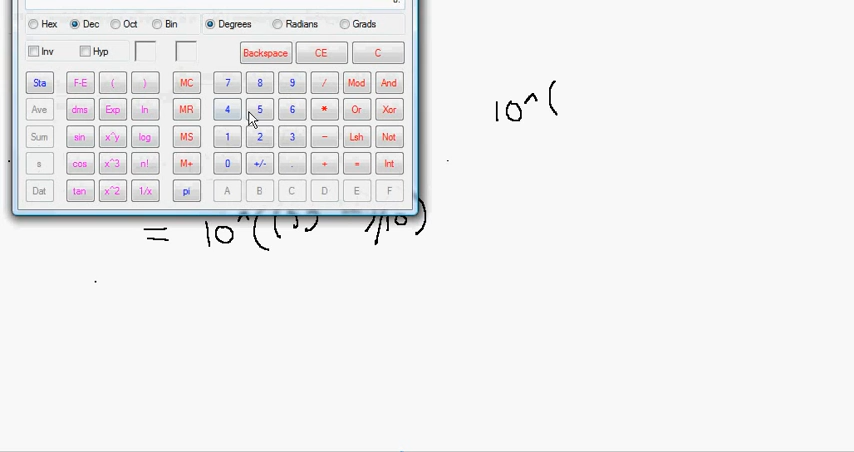 Hex Dec Oct Bin Degrees Radians Grads
Inv Hyp Backspace CE C
Sta F-E ( ) MC 7 8 9 / Mod And
Ave dms Exp ln MR 4 5 6 * Or Xor
Sum sin x^y log MS 1 2 3 - Lsh Not
s cos x^3 n! M+ 0 +/- . + = Int
Dat tan x^2 1/x pi A B C D E F
10^(
= 10^((
/10)